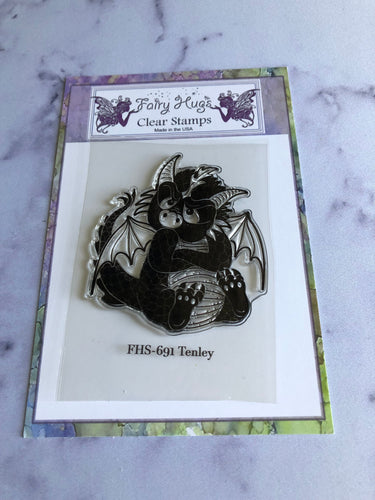 Fairy Hugs
Clear Stamps
Made in the USA
FHS-691 Tenley